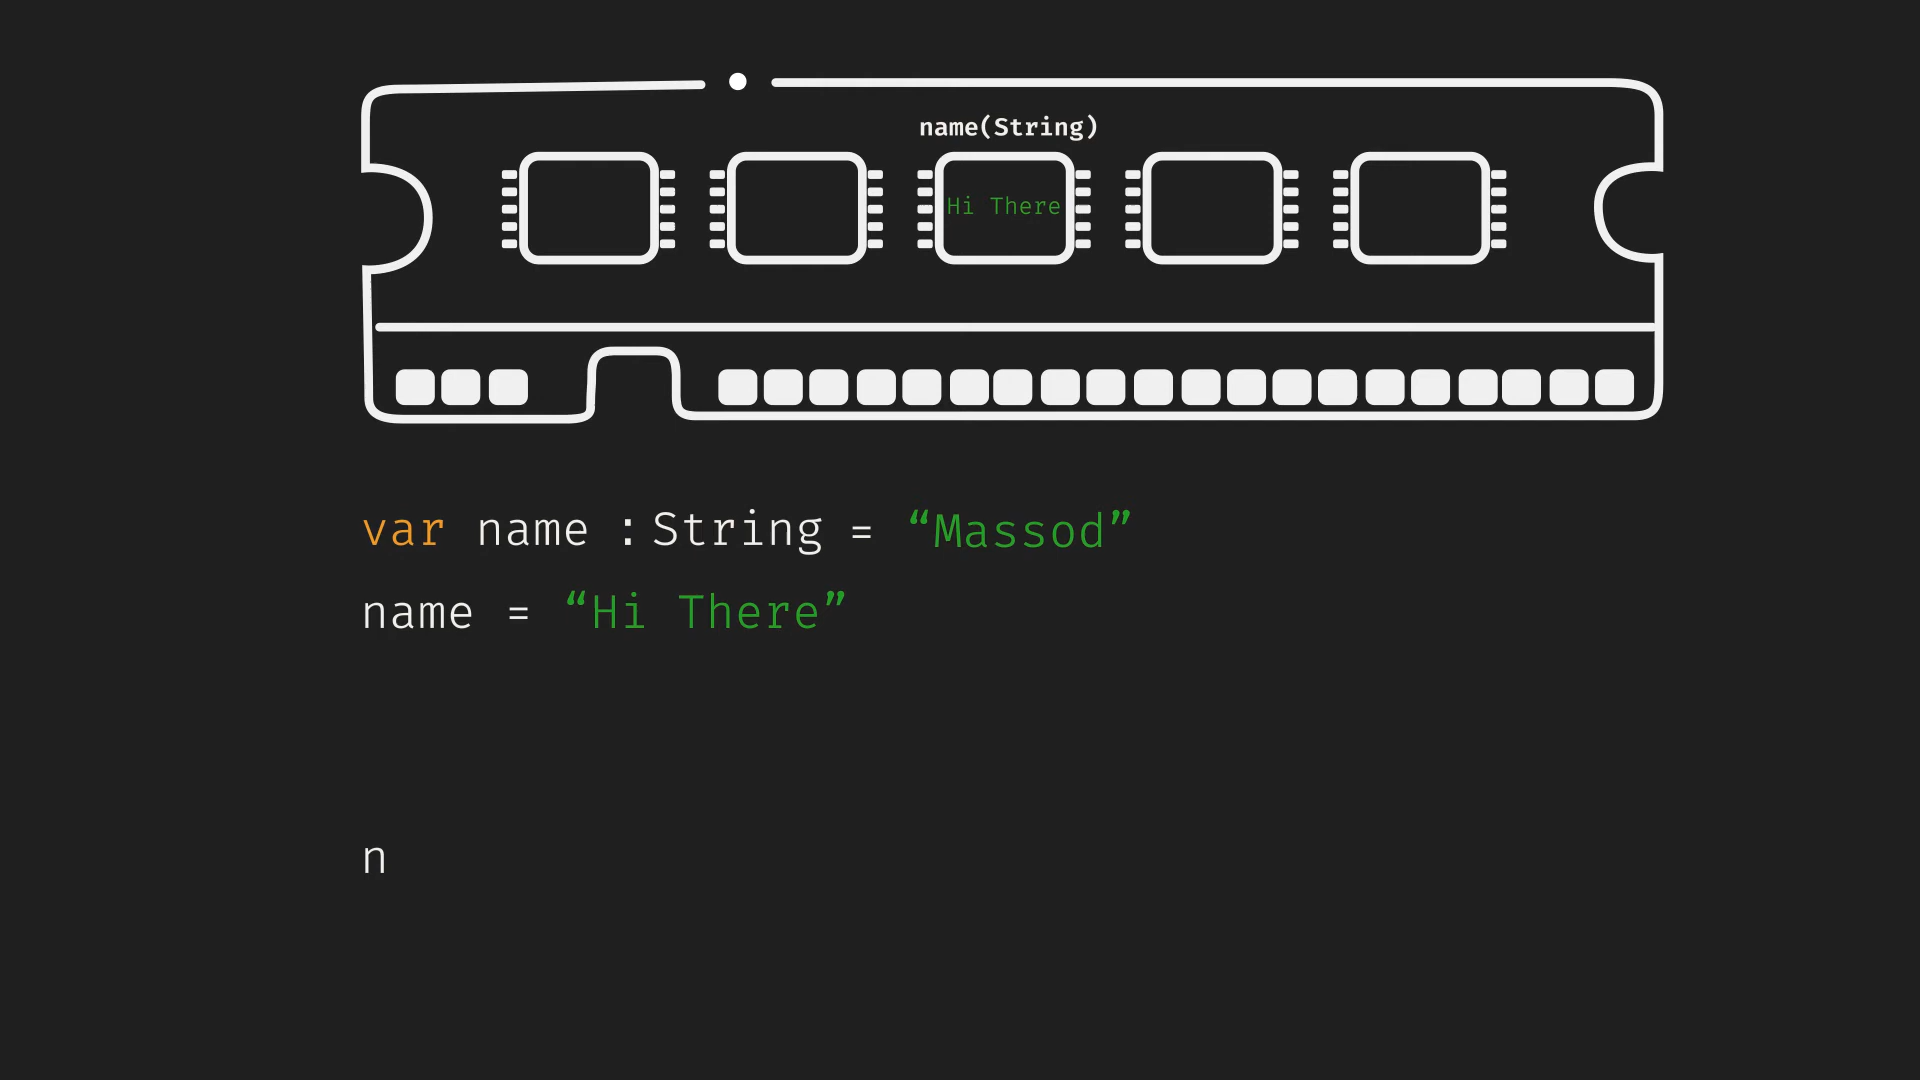 name(String)
Hi There
var name :String = “Massod”
name = “Hi There”
n